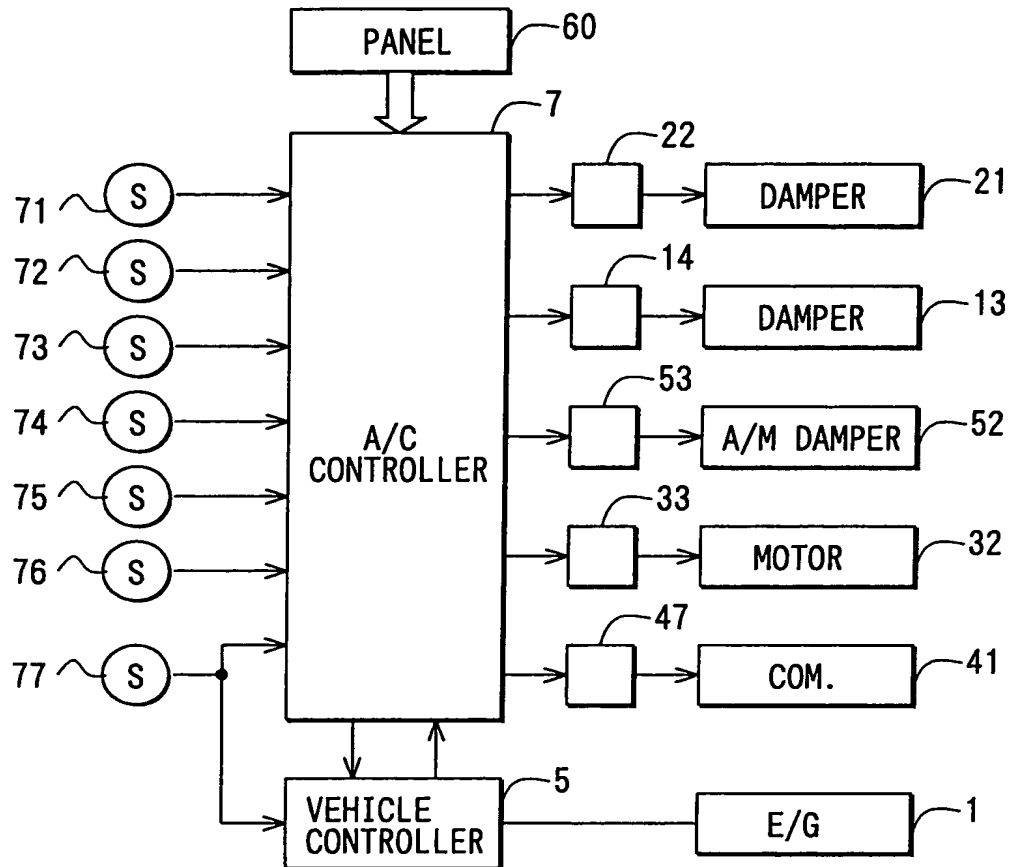 PANEL
60
7
22
71 S
DAMPER
21
72 S
14
73 S
DAMPER
13
53
74 S
A/C
CONTROLLER
A/M DAMPER
52
75 S
33
76 S
MOTOR
32
47
77 S
COM.
41
5
VEHICLE
CONTROLLER
E/G
1